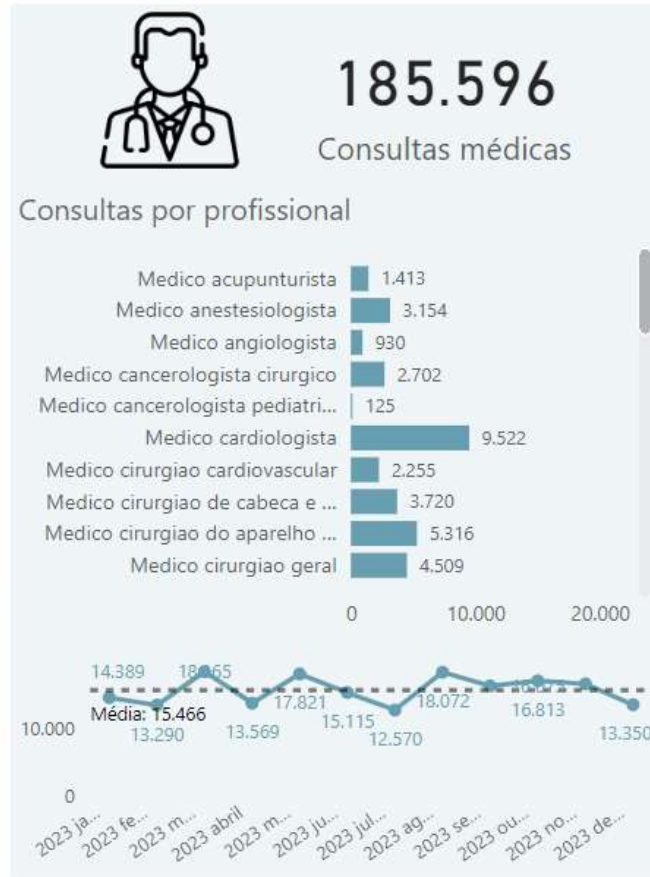 185.596
Consultas médicas
Consultas por profissional
Medico acupunturista 1.413
Medico anestesiologista 3.154
Medico angiologista 930
Medico cancerologista cirurgico 2.702
Medico cancerologista pediatri... 125
Medico cardiologista 9.522
Medico cirurgiao cardiovascular 2.255
Medico cirurgiao de cabeca e ... 3.720
Medico cirurgiao do aparelho ... 5.316
Medico cirurgiao geral 4.509
0 10.000 20.000
14.389
17.821
18.072
Média: 15.466
15.115
16.813
10.000
13.290
13.569
12.570
13.350
0
2023 ja... 2023 fe... 2023 m... 2023 abril 2023 m... 2023 ju... 2023 jul... 2023 ag... 2023 se... 2023 ou... 2023 no... 2023 de...